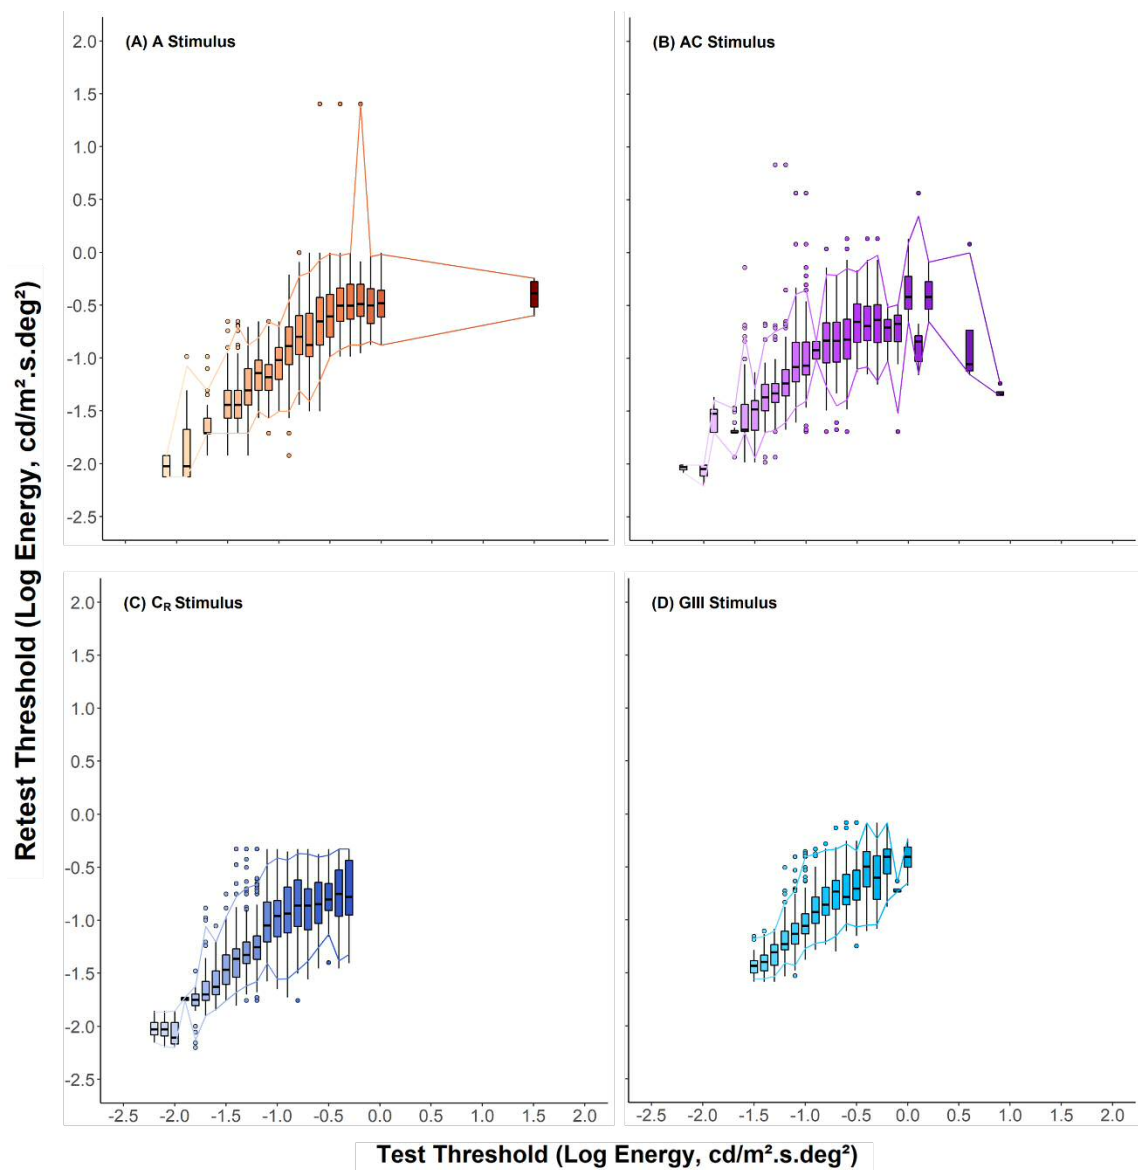 (A) A Stimulus
(B) AC Stimulus
2.0
1.5
1.0
0.5
0.0
-0.5
-1.0
-1.5
-2.0
-2.5
(C) CR Stimulus
(D) GIII Stimulus
2.0
1.5
1.0
0.5
0.0
-0.5
-1.0
-1.5
-2.0
-2.5
-2.5 -2.0 -1.5 -1.0 -0.5 0.0 0.5 1.0 1.5 2.0
-2.5 -2.0 -1.5 -1.0 -0.5 0.0 0.5 1.0 1.5 2.0
Retest Threshold (Log Energy, cd/m².s.deg²)
Test Threshold (Log Energy, cd/m².s.deg²)